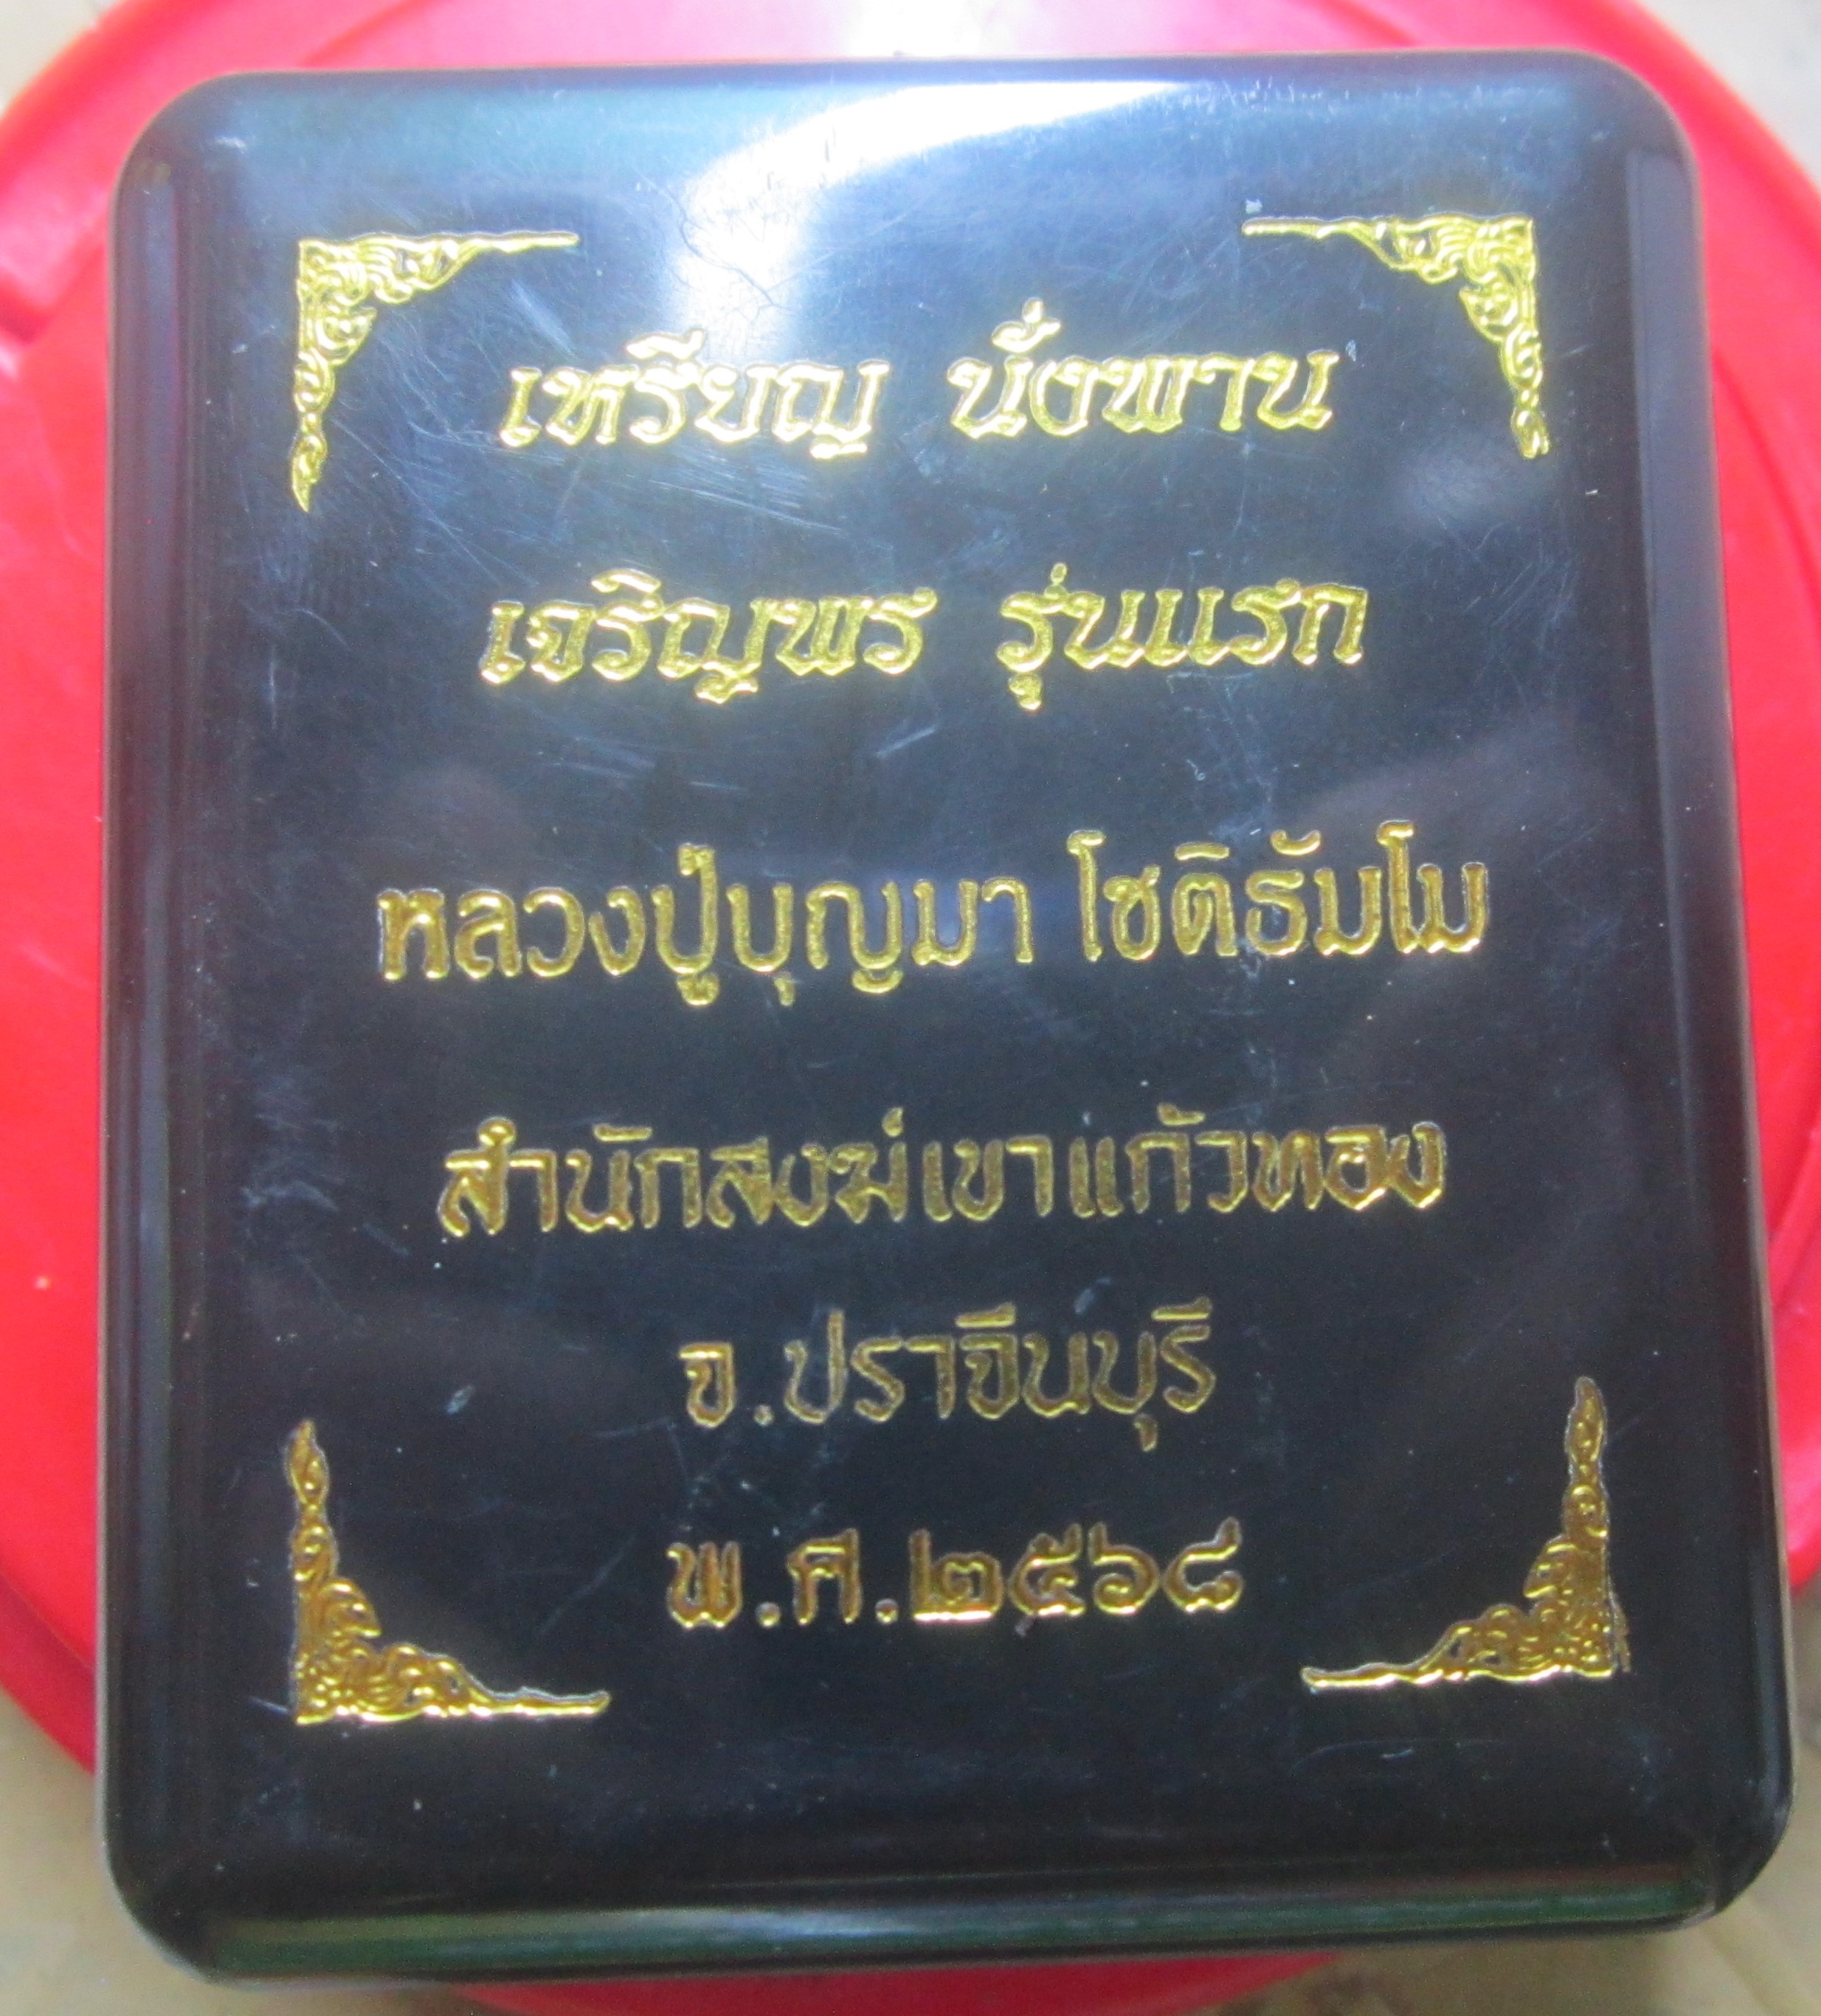 เหรียญ นั่งพาน
เจริญพร รุ่นแรก
หลวงปู่บุญมา โชติธัมโม
สำนักสงฆ์เขาแก้วทอง
จ.ปราจีนบุรี
พ.ศ.๒๕๖๘